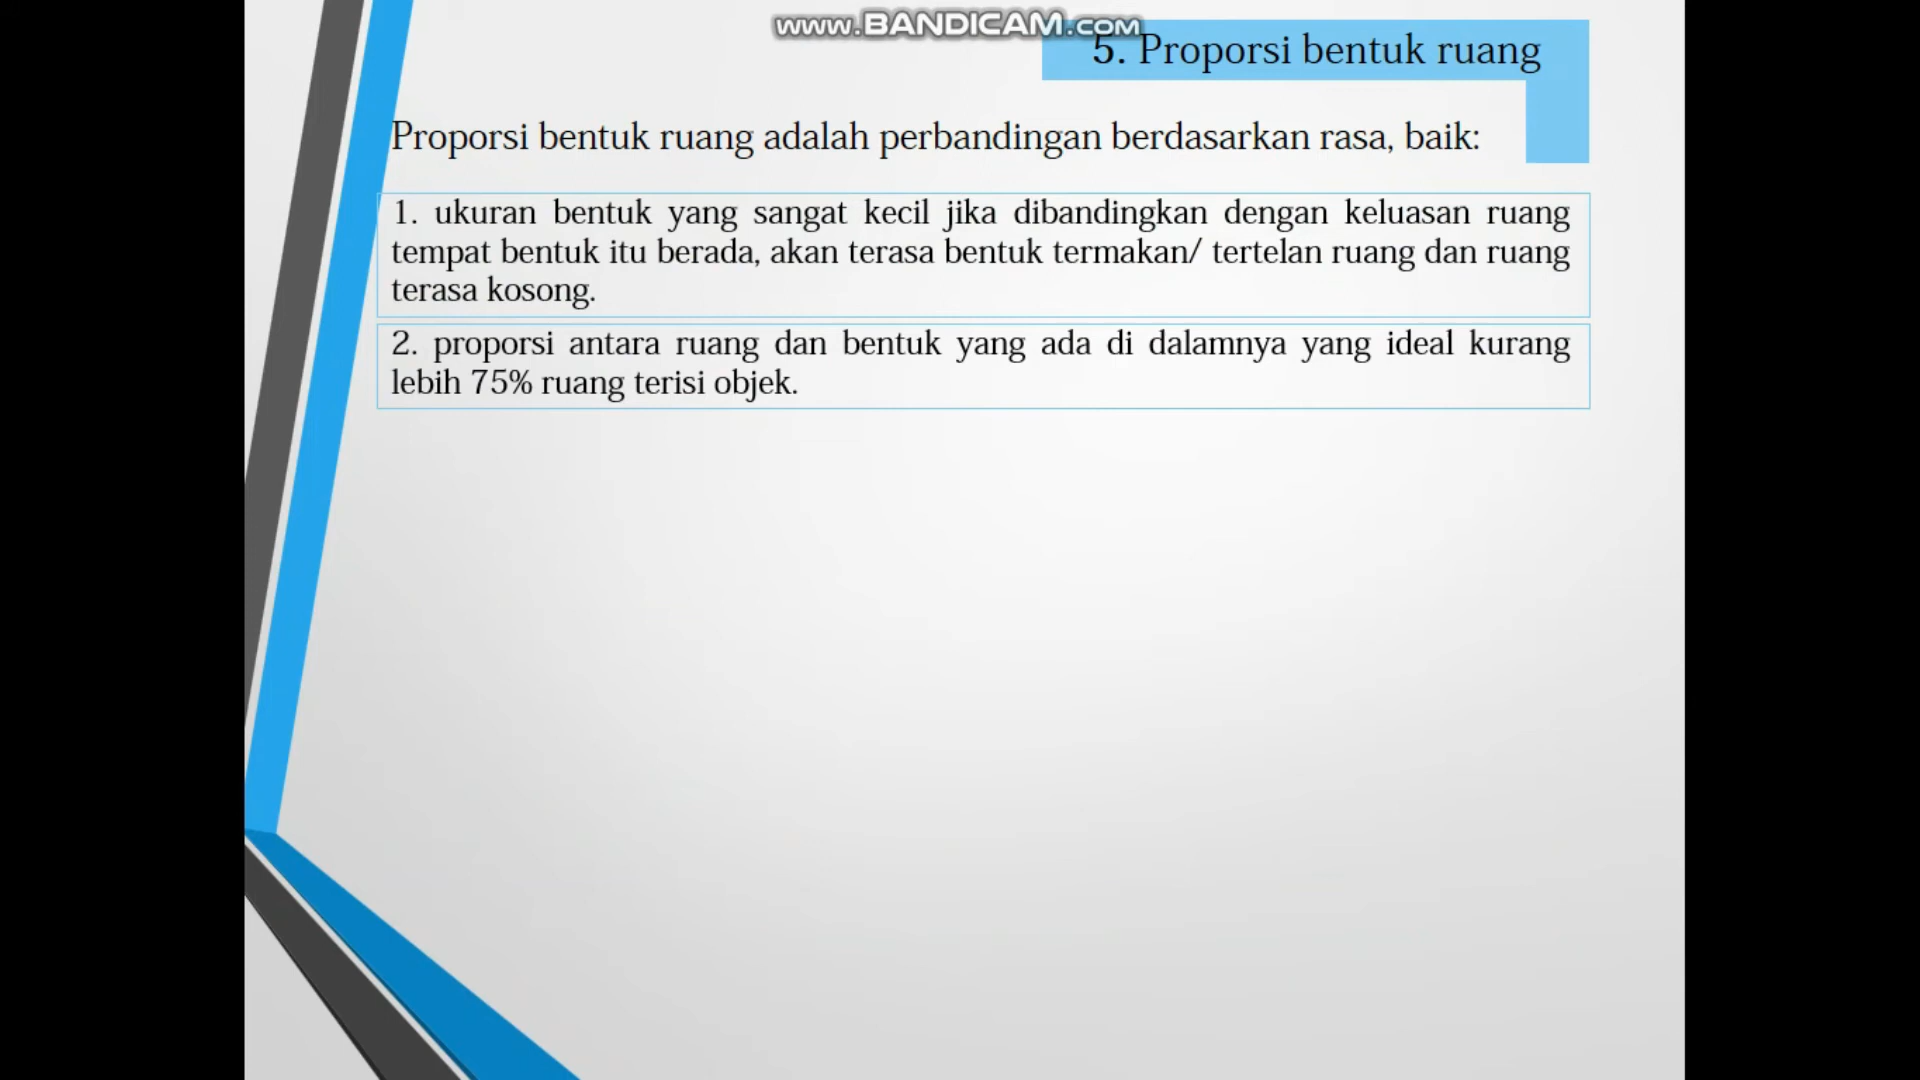 www.BANDICAM.COM
5. Proporsi bentuk ruang
Proporsi bentuk ruang adalah perbandingan berdasarkan rasa, baik:
1. ukuran bentuk yang sangat kecil jika dibandingkan dengan keluasan ruang
tempat bentuk itu berada, akan terasa bentuk termakan/ tertelan ruang dan ruang
terasa kosong.
2. proporsi antara ruang dan bentuk yang ada di dalamnya yang ideal kurang
lebih 75% ruang terisi objek.